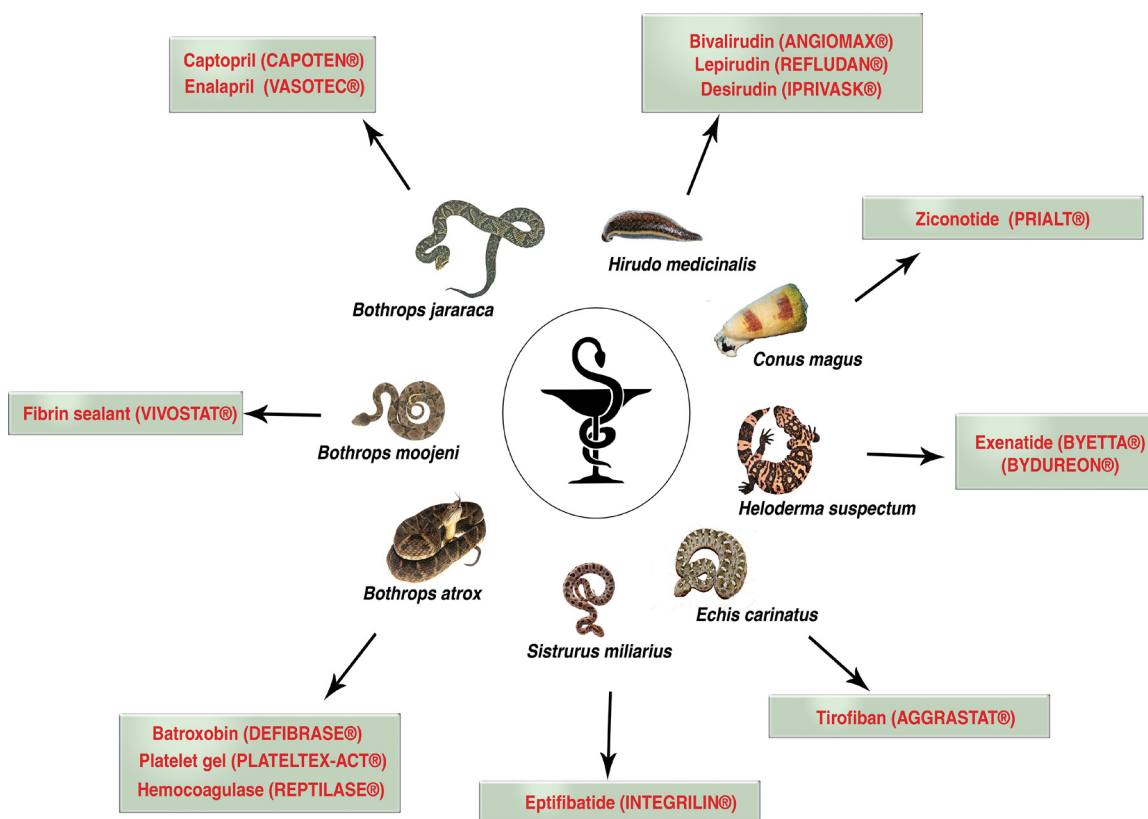 Captopril (CAPOTEN®)
Enalapril (VASOTEC®)
Bivalirudin (ANGIOMAX®)
Lepirudin (REFLUDAN®)
Desirudin (IPRIVASK®)
Ziconotide (PRIALT®)
Hirudo medicinalis
Bothrops jararaca
Conus magus
Fibrin sealant (VIVOSTAT®)
Bothrops moojeni
Exenatide (BYETTA®)
(BYDUREON®)
Heloderma suspectum
Bothrops atrox
Echis carinatus
Sistrurus miliarius
Tirofiban (AGGRASTAT®)
Batroxobin (DEFIBRASE®)
Platelet gel (PLATELTEX-ACT®)
Hemocoagulase (REPTILASE®)
Eptifibatide (INTEGRILIN®)